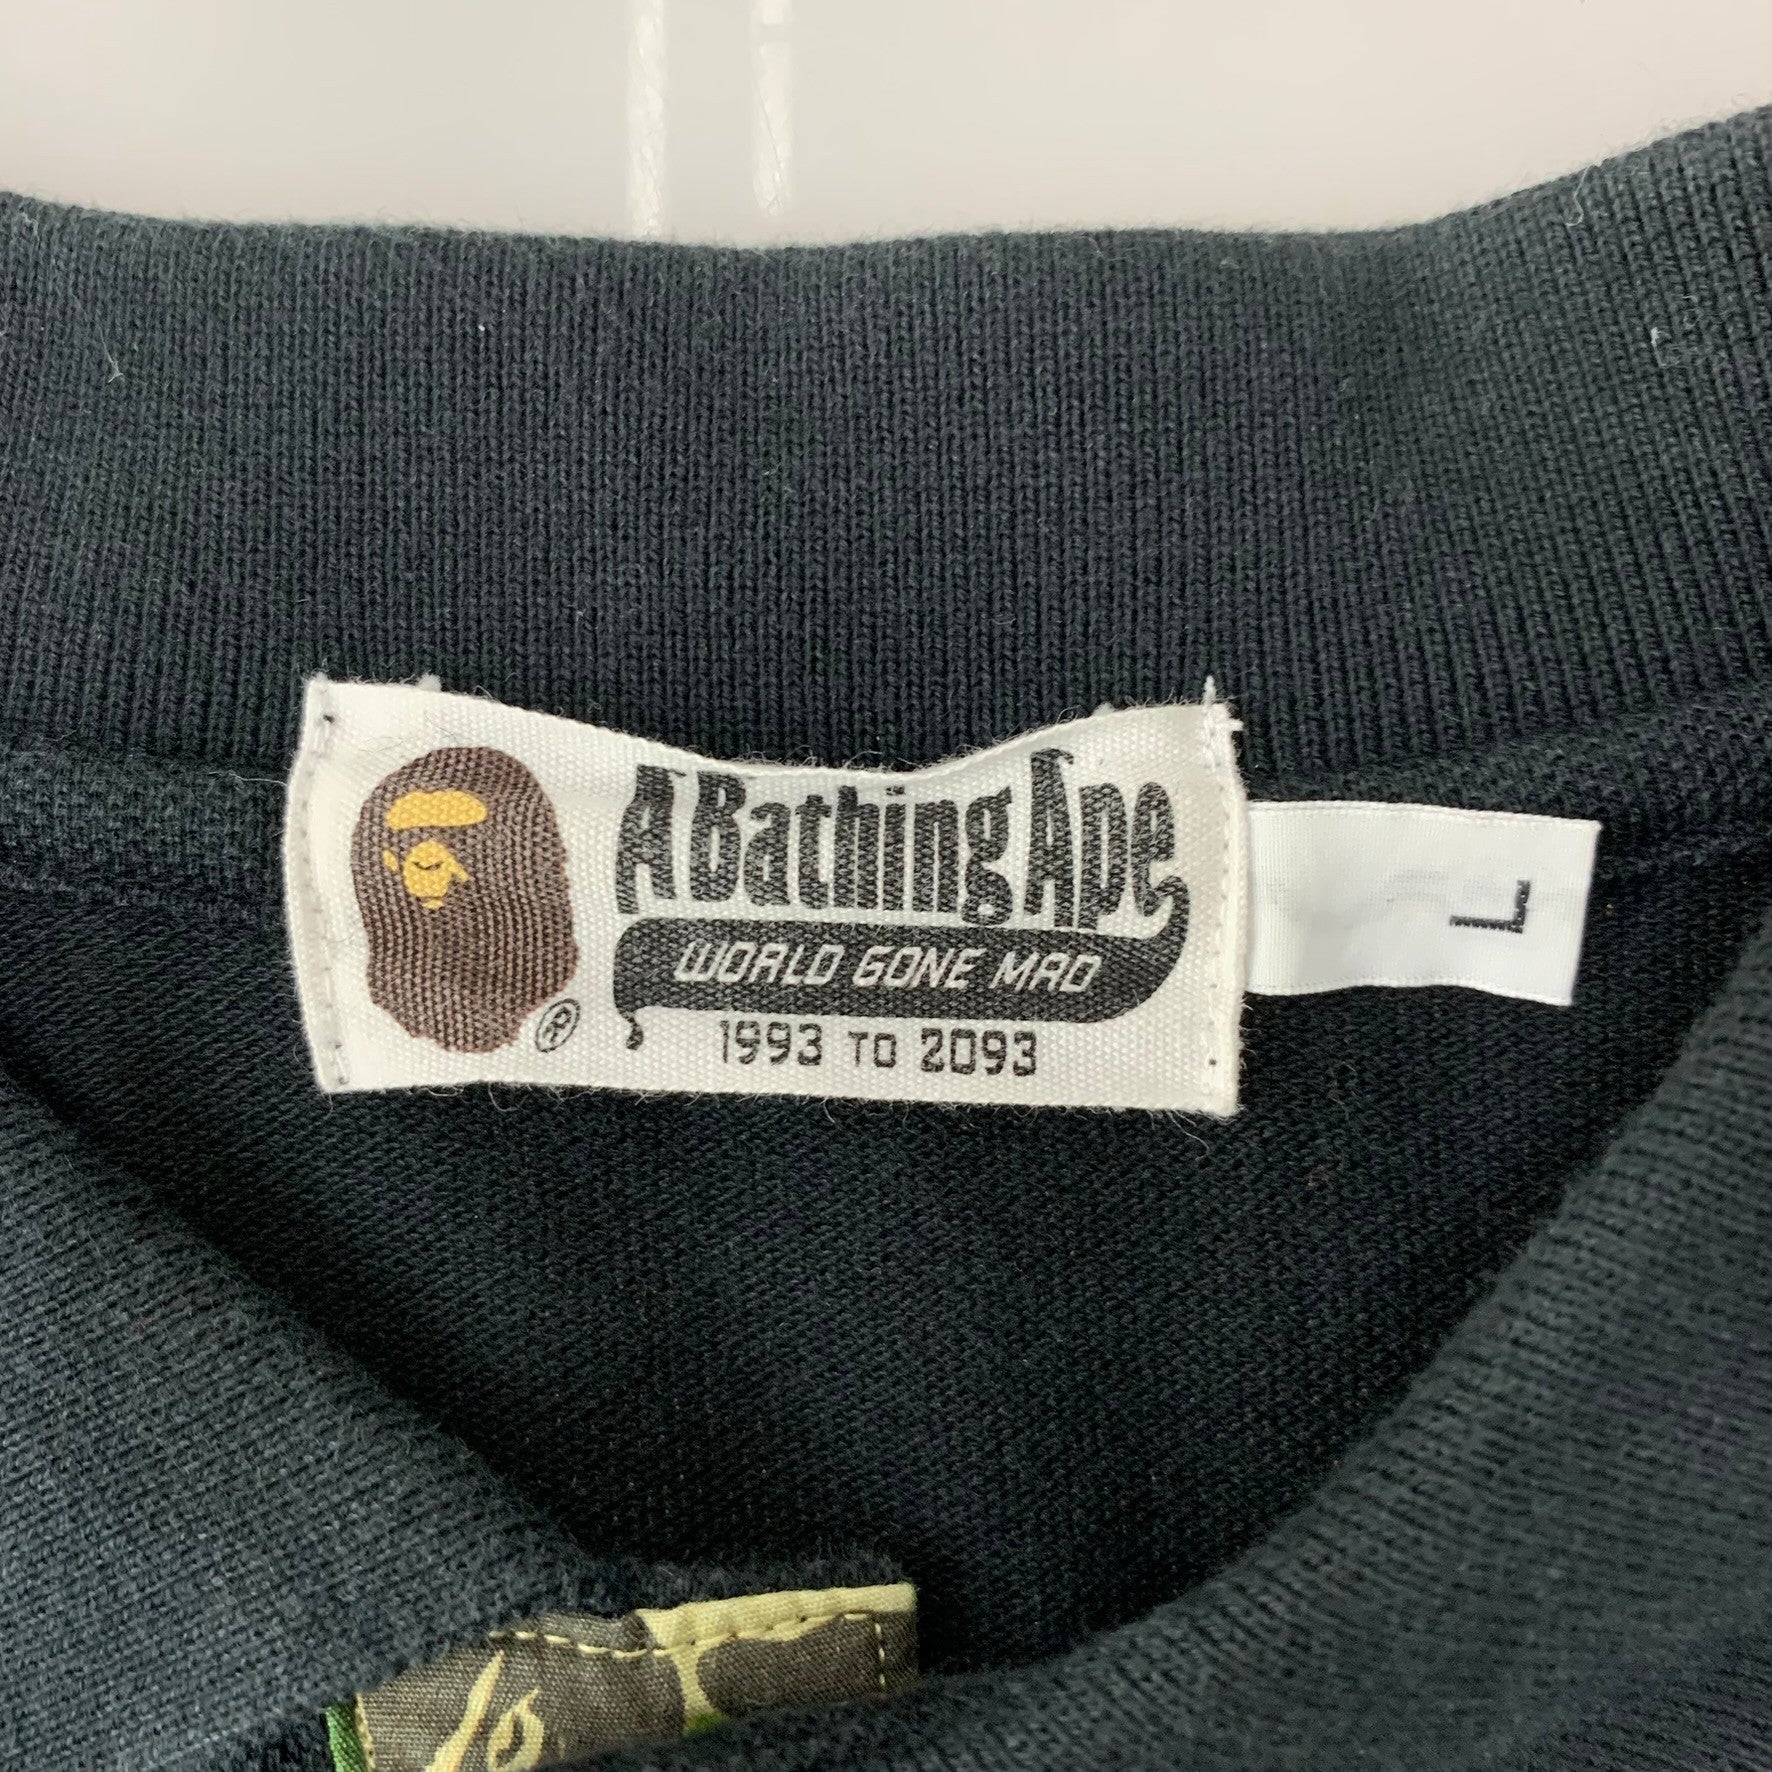 A Bathing Ape
WORLD GONE MAD
1993 TO 2093
®
L